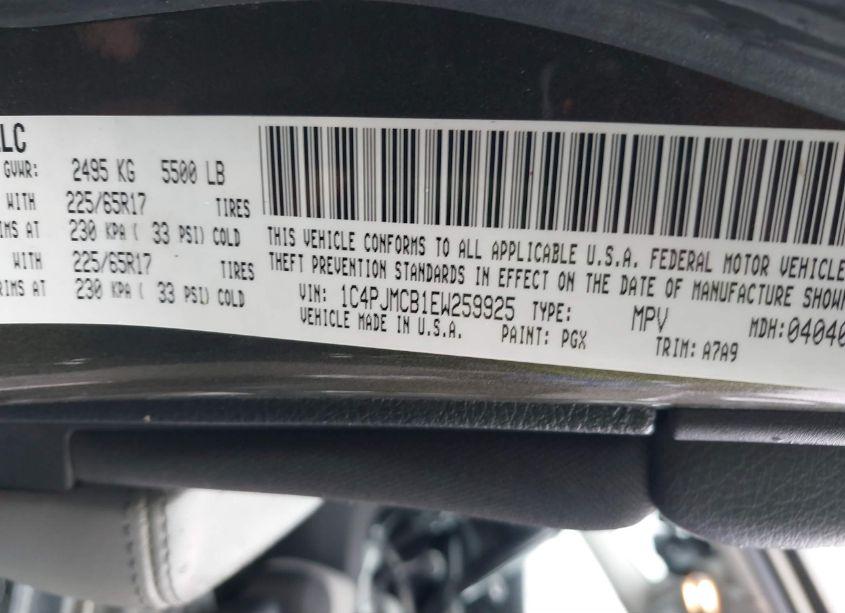 LLC
GVWR: 2495 KG 5500 LB
WITH 225/65R17 TIRES
IMS AT 230 KPA ( 33 PSI) COLD
WITH 225/65R17 TIRES
RIMS AT 230 KPA ( 33 PSI) COLD
THIS VEHICLE CONFORMS TO ALL APPLICABLE U.S.A. FEDERAL MOTOR VEHICLE
THEFT PREVENTION STANDARDS IN EFFECT ON THE DATE OF MANUFACTURE SHOWN
VIN: 1C4PJMCB1EW259925 TYPE: MPV MDH: 04040
VEHICLE MADE IN U.S.A. PAINT: PGX TRIM: A7A9